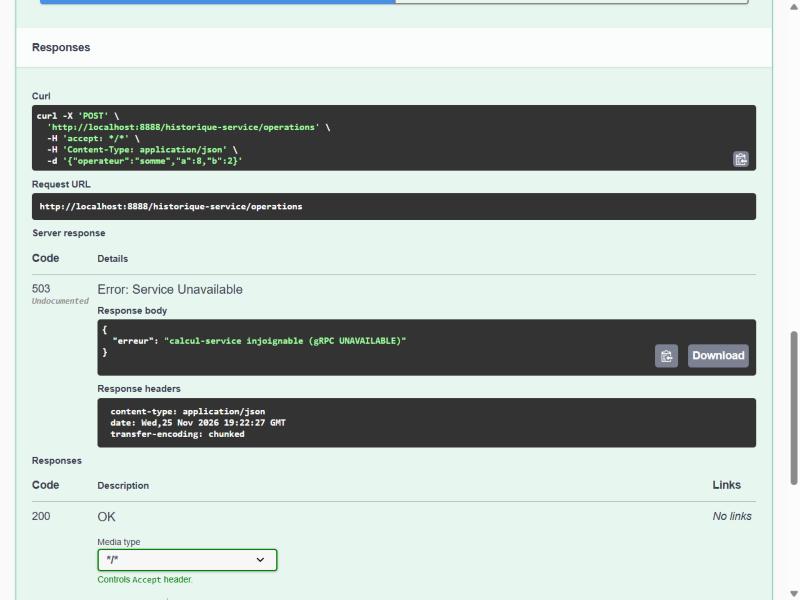 Responses
Curl
curl -X 'POST' \
'http://localhost:8888/historique-service/operations' \
-H 'accept: */*' \
-H 'Content-Type: application/json' \
-d '{"operateur":"somme","a":8,"b":2}'
Request URL
http://localhost:8888/historique-service/operations
Server response
Code Details
503 Error: Service Unavailable
Undocumented
Response body
{
"erreur": "calcul-service injoignable (gRPC UNAVAILABLE)"
}
Download
Response headers
content-type: application/json
date: Wed,25 Nov 2026 19:22:27 GMT
transfer-encoding: chunked
Responses
Code Description Links
200 OK No links
Media type
*/*
Controls Accept header.